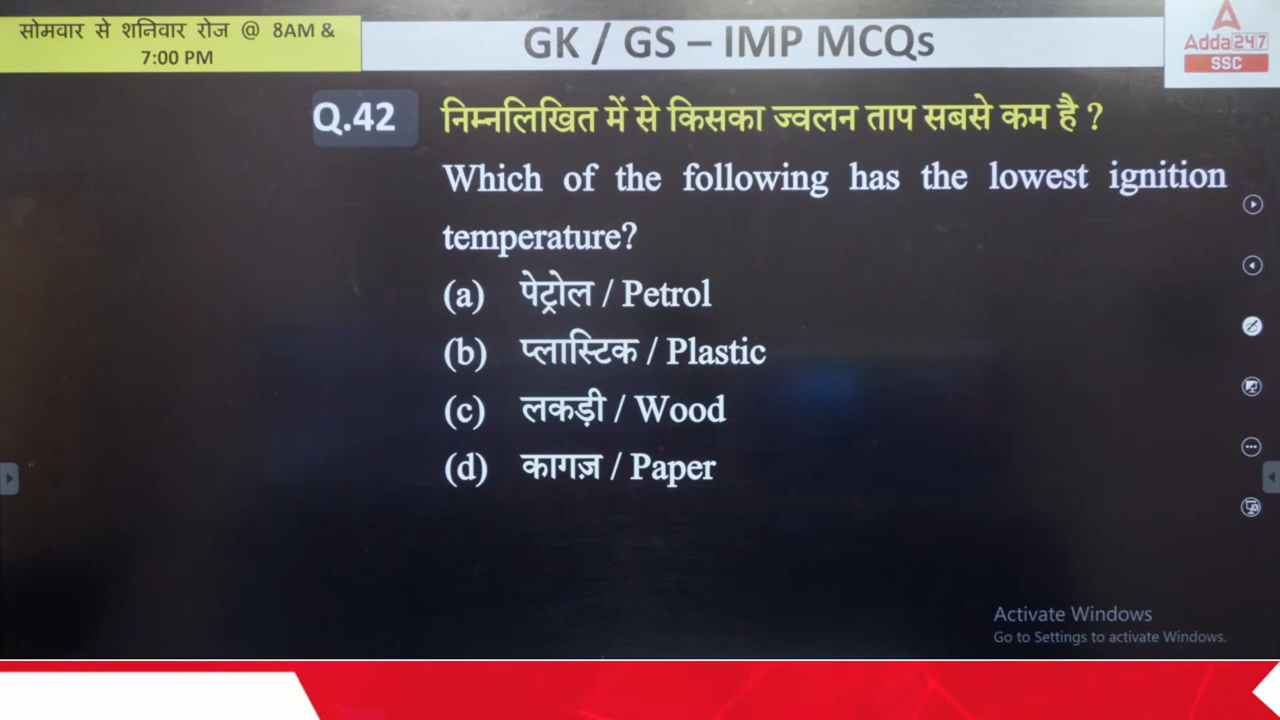 सोमवार से शनिवार रोज @ 8AM &
7:00 PM
GK / GS – IMP MCQs
Adda247
SSC
Q.42 निम्नलिखित में से किसका ज्वलन ताप सबसे कम है ?
Which of the following has the lowest ignition
temperature?
(a) पेट्रोल / Petrol
(b) प्लास्टिक / Plastic
(c) लकड़ी / Wood
(d) कागज़ / Paper
Activate Windows
Go to Settings to activate Windows.